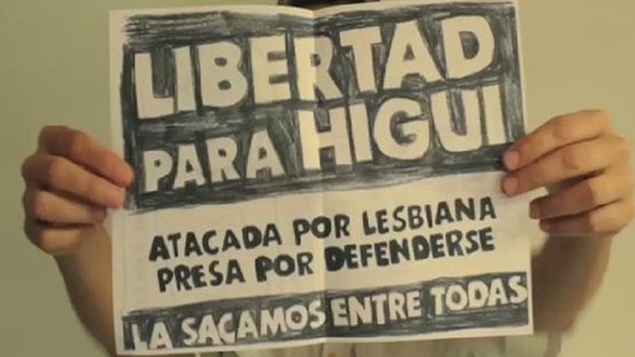 LIBERTAD
PARA HIGUI
ATACADA POR LESBIANA
PRESA POR DEFENDERSE
LA SACAMOS ENTRE TODAS